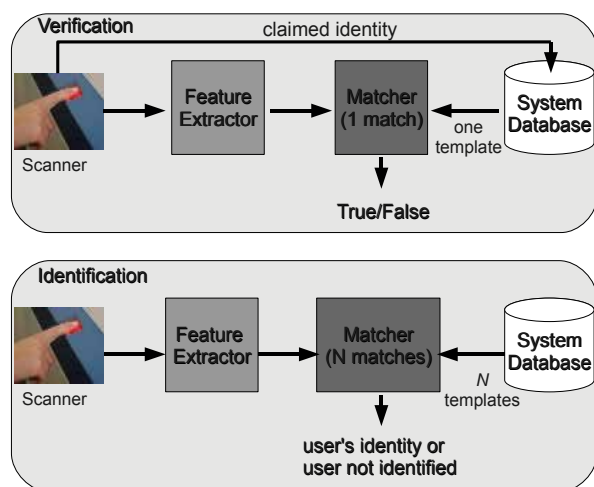 Verification
claimed identity
Scanner
Feature
Extractor
Matcher
(1 match)
one
template
System
Database
True/False
Identification
Scanner
Feature
Extractor
Matcher
(N matches)
N
templates
System
Database
user's identity or
user not identified